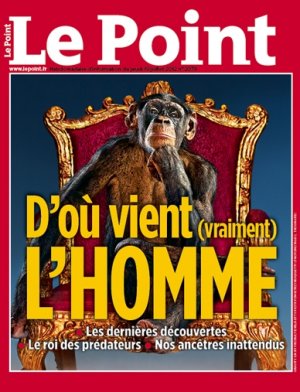 Le Point
Le Point
www.lepoint.fr
D'où vient (vraiment)
L'HOMME
Les dernières découvertes
Le roi des prédateurs • Nos ancêtres inattendus